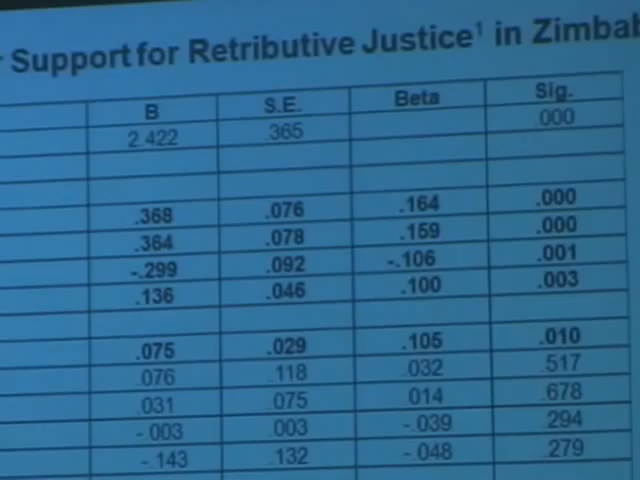 Support for Retributive Justice¹ in
B S.E. Beta Sig.
2.422 .365 .000
.368 .076 .164 .000
.364 .078 .159 .000
-.299 .092 -.106 .001
.136 .046 .100 .003
.075 .029 .105 .010
.076 .118 .032 .517
.031 .075 .014 .678
-.003 .003 -.039 .294
-.143 .132 -.048 .279